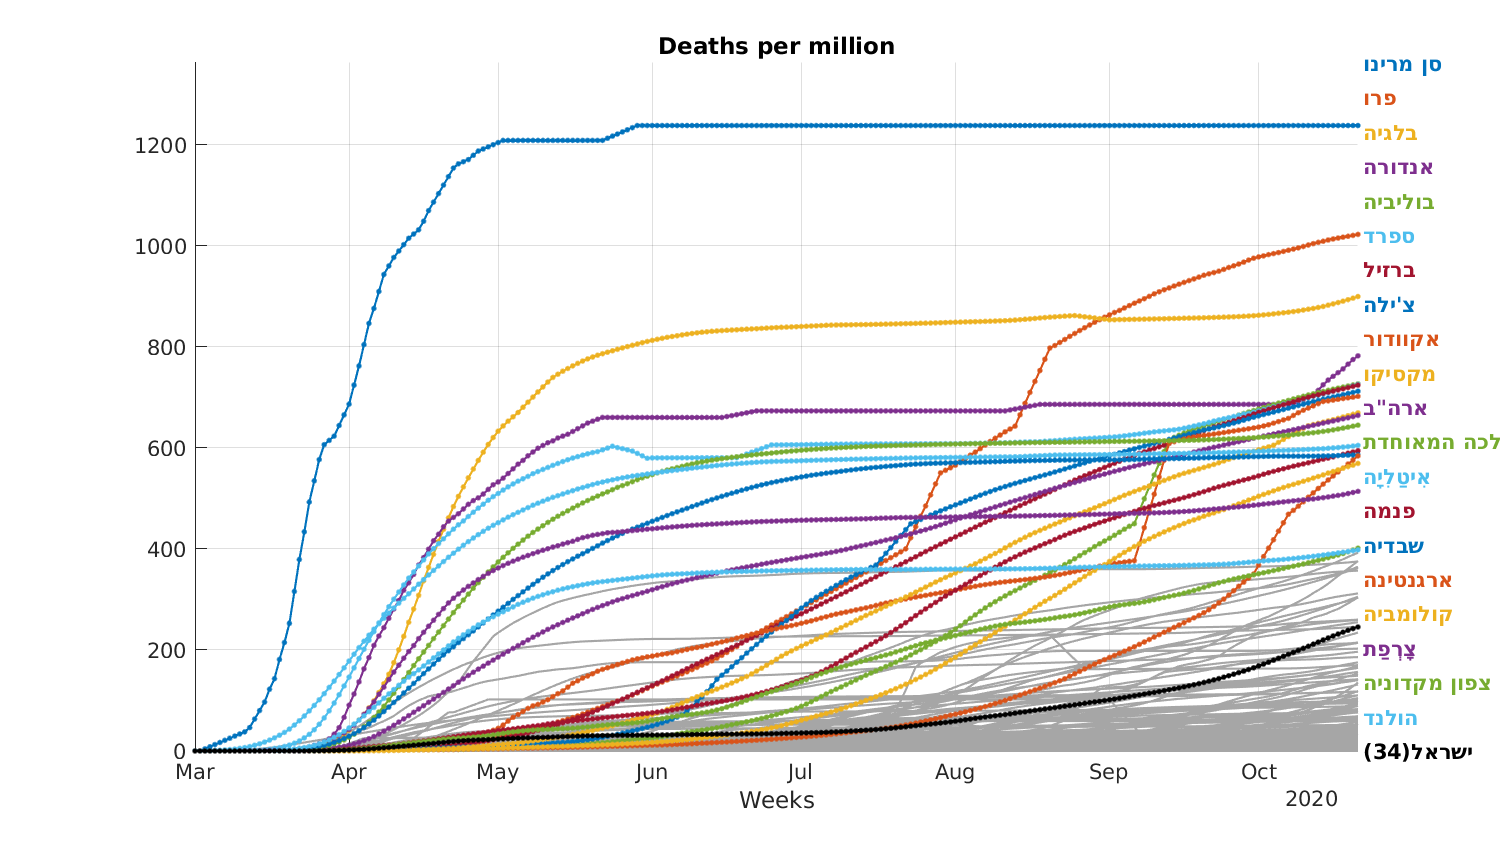 Deaths per million
1200
1000
800
600
400
200
0
Mar Apr May Jun Jul Aug Sep Oct
2020
Weeks
סן מרינו
פרו
בלגיה
אנדורה
בוליביה
ספרד
ברזיל
צ'ילה
אקוודור
מקסיקו
ארה"ב
לכה המאוחדת
אִיטַלִיָה
פנמה
שבדיה
ארגנטינה
קולומביה
צָרְפַת
צפון מקדוניה
הולנד
ישראל(34)